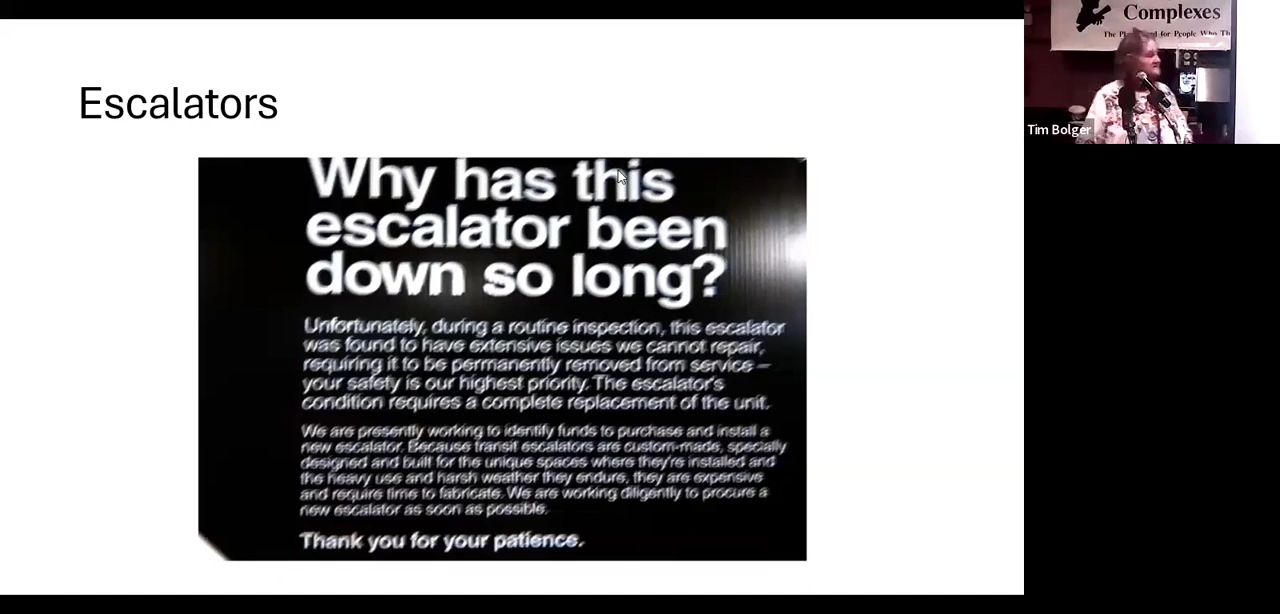 Escalators
Why has this
escalator been
down so long?
Unfortunately, during a routine inspection, this escalator
was found to have extensive issues we cannot repair,
requiring it to be permanently removed from service –
your safety is our highest priority. The escalator's
condition requires a complete replacement of the unit.
We are presently working to identify funds to purchase and install a
new escalator. Because transit escalators are custom-made, specially
designed and built for the unique spaces where they're installed and
the heavy use and harsh weather they endure, they are expensive
and require time to fabricate. We are working diligently to procure a
new escalator as soon as possible.
Thank you for your patience.
Complexes
The for People Who
Tim Bolger